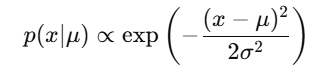 p(x|μ) ∝ exp ( − (x − μ)² / 2σ² )